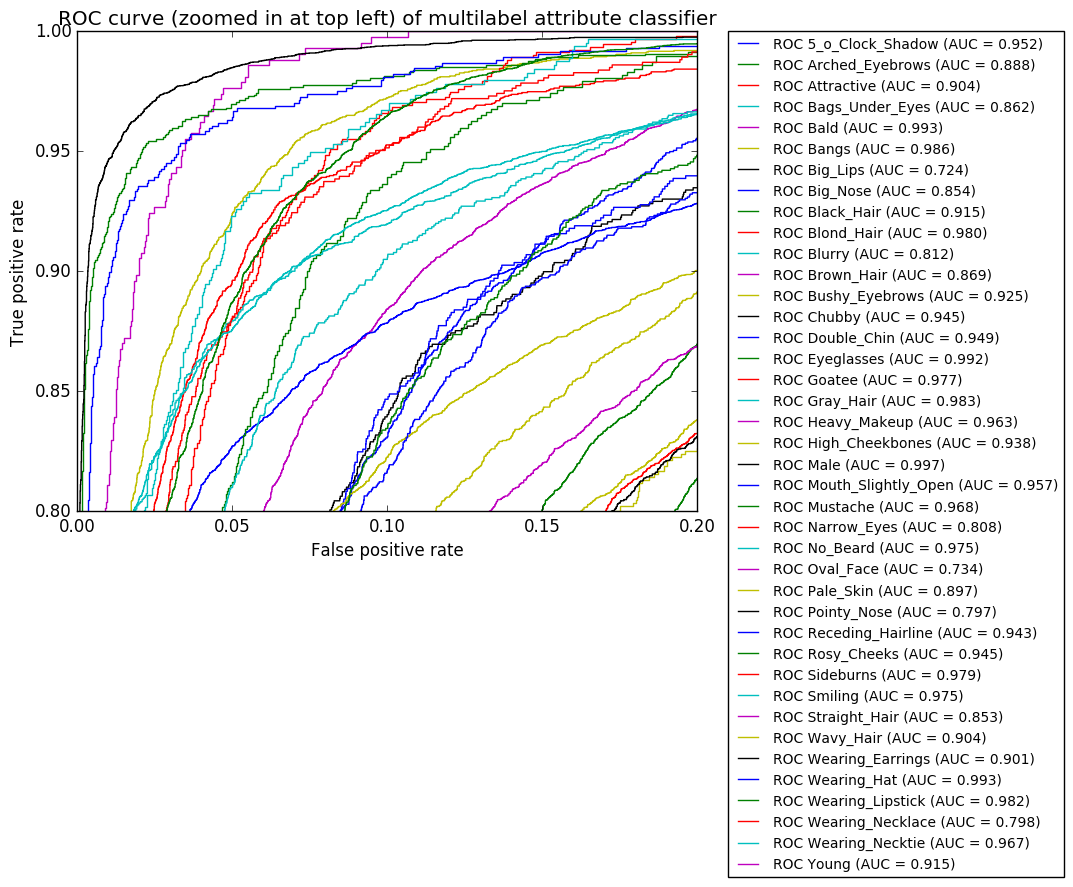 ROC curve (zoomed in at top left) of multilabel attribute classifier
1.00
0.95
0.90
0.85
0.80
True positive rate
0.00
0.05
0.10
0.15
0.20
False positive rate
ROC 5_o_Clock_Shadow (AUC = 0.952)
ROC Arched_Eyebrows (AUC = 0.888)
ROC Attractive (AUC = 0.904)
ROC Bags_Under_Eyes (AUC = 0.862)
ROC Bald (AUC = 0.993)
ROC Bangs (AUC = 0.986)
ROC Big_Lips (AUC = 0.724)
ROC Big_Nose (AUC = 0.854)
ROC Black_Hair (AUC = 0.915)
ROC Blond_Hair (AUC = 0.980)
ROC Blurry (AUC = 0.812)
ROC Brown_Hair (AUC = 0.869)
ROC Bushy_Eyebrows (AUC = 0.925)
ROC Chubby (AUC = 0.945)
ROC Double_Chin (AUC = 0.949)
ROC Eyeglasses (AUC = 0.992)
ROC Goatee (AUC = 0.977)
ROC Gray_Hair (AUC = 0.983)
ROC Heavy_Makeup (AUC = 0.963)
ROC High_Cheekbones (AUC = 0.938)
ROC Male (AUC = 0.997)
ROC Mouth_Slightly_Open (AUC = 0.957)
ROC Mustache (AUC = 0.968)
ROC Narrow_Eyes (AUC = 0.808)
ROC No_Beard (AUC = 0.975)
ROC Oval_Face (AUC = 0.734)
ROC Pale_Skin (AUC = 0.897)
ROC Pointy_Nose (AUC = 0.797)
ROC Receding_Hairline (AUC = 0.943)
ROC Rosy_Cheeks (AUC = 0.945)
ROC Sideburns (AUC = 0.979)
ROC Smiling (AUC = 0.975)
ROC Straight_Hair (AUC = 0.853)
ROC Wavy_Hair (AUC = 0.904)
ROC Wearing_Earrings (AUC = 0.901)
ROC Wearing_Hat (AUC = 0.993)
ROC Wearing_Lipstick (AUC = 0.982)
ROC Wearing_Necklace (AUC = 0.798)
ROC Wearing_Necktie (AUC = 0.967)
ROC Young (AUC = 0.915)